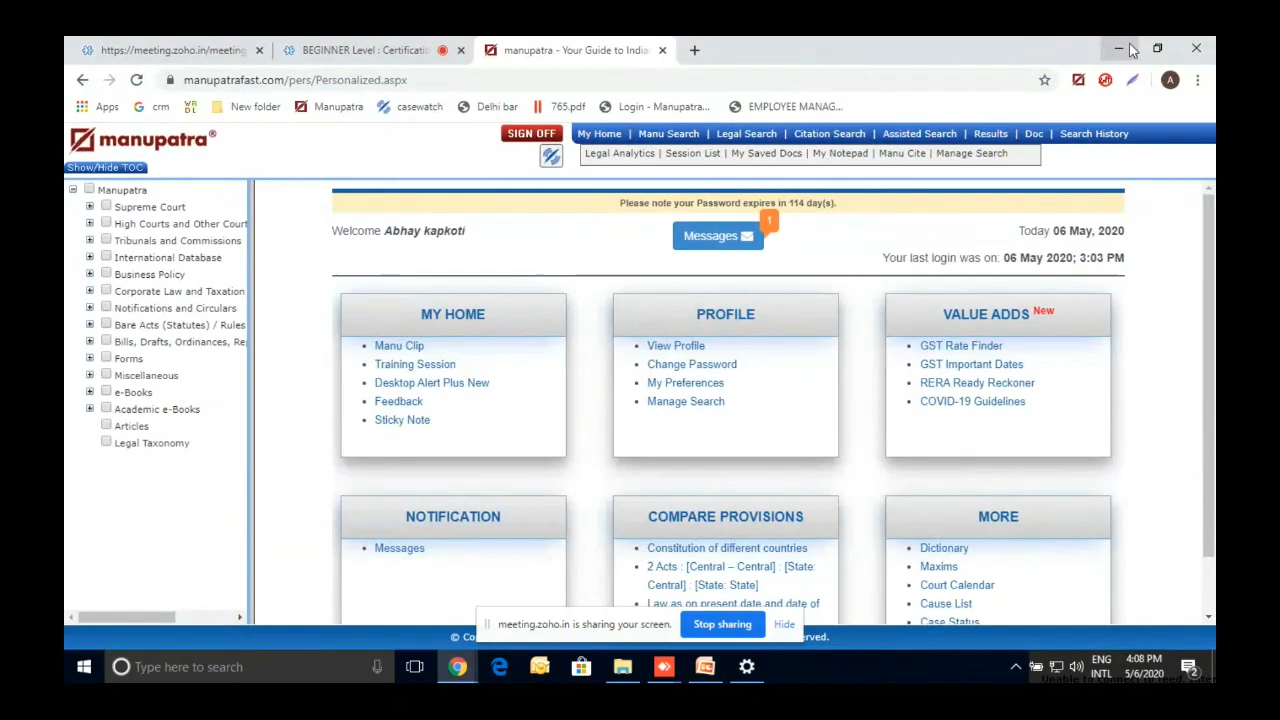 https://meeting.zoho.in/meeting
BEGINNER Level : Certificati
manupatra - Your Guide to India
manupatrafast.com/pers/Personalized.aspx
A
Apps
crm
New folder
Manupatra
casewatch
Delhi bar
765.pdf
Login - Manupatra...
EMPLOYEE MANAG...
manupatra®
SIGN OFF
My Home | Manu Search | Legal Search | Citation Search | Assisted Search | Results | Doc | Search History
Legal Analytics | Session List | My Saved Docs | My Notepad | Manu Cite | Manage Search
Show/Hide TOC
Manupatra
Supreme Court
High Courts and Other Court
Tribunals and Commissions
International Database
Business Policy
Corporate Law and Taxation
Notifications and Circulars
Bare Acts (Statutes) / Rules
Bills, Drafts, Ordinances, Re
Forms
Miscellaneous
e-Books
Academic e-Books
Articles
Legal Taxonomy
Please note your Password expires in 114 day(s).
Welcome Abhay kapkoti
Messages
1
Today 06 May, 2020
Your last login was on: 06 May 2020; 3:03 PM
MY HOME
Manu Clip
Training Session
Desktop Alert Plus New
Feedback
Sticky Note
PROFILE
View Profile
Change Password
My Preferences
Manage Search
VALUE ADDS New
GST Rate Finder
GST Important Dates
RERA Ready Reckoner
COVID-19 Guidelines
NOTIFICATION
Messages
COMPARE PROVISIONS
Constitution of different countries
2 Acts : [Central – Central] : [State:
Central] : [State: State]
Law as on present date and date of
MORE
Dictionary
Maxims
Court Calendar
Cause List
Case Status
meeting.zoho.in is sharing your screen.
Stop sharing
Hide
© Co
erved.
Type here to search
ENG
INTL
4:08 PM
5/6/2020
2